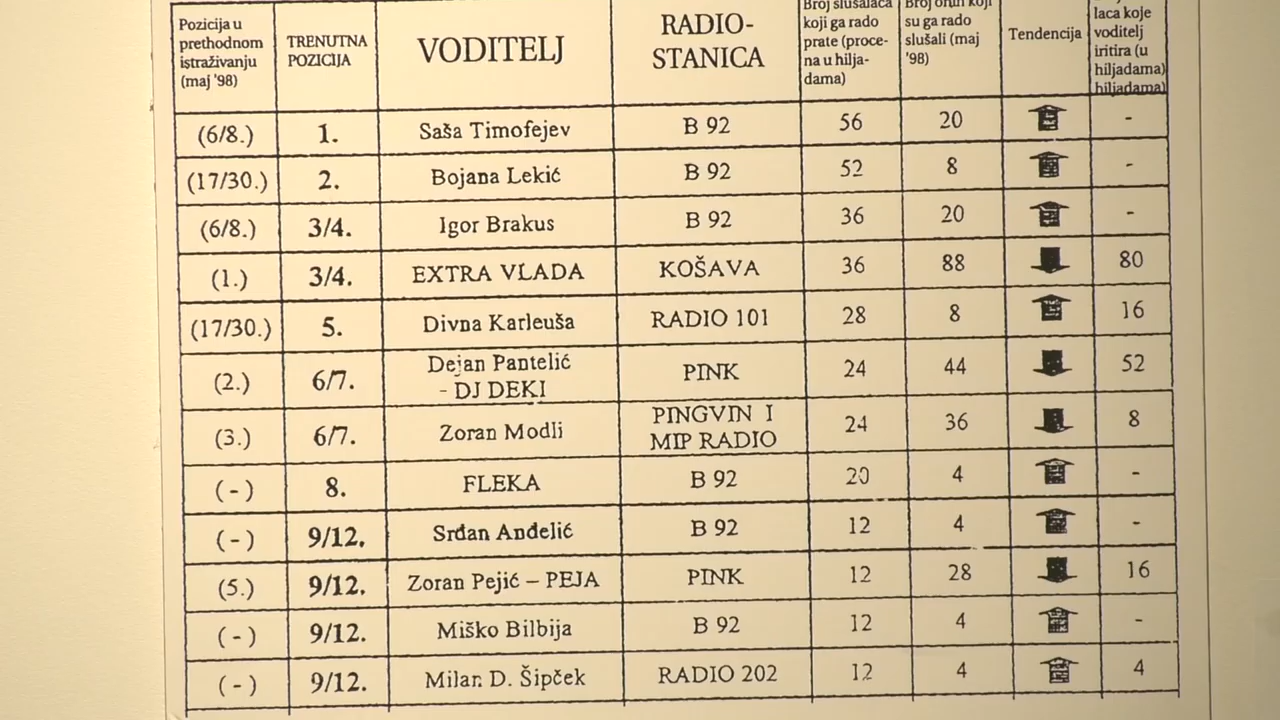 Pozicija u
prethodnom
istraživanju
(maj '98)
TRENUTNA
POZICIJA
VODITELJ
RADIO-
STANICA
Broj slušalaca
koji ga rado
prate (proce-
na u hilja-
dama)
Broj onih koji
su ga rado
slušali (maj
'98)
Tendencija
laca koje
voditelj
iritira (u
hiljadama)
hiljadama)
(6/8.) 1. Saša Timofejev B 92 56 20 -
(17/30.) 2. Bojana Lekić B 92 52 8 -
(6/8.) 3/4. Igor Brakus B 92 36 20 -
(1.) 3/4. EXTRA VLADA KOŠAVA 36 88 80
(17/30.) 5. Divna Karleuša RADIO 101 28 8 16
(2.) 6/7. Dejan Pantelić
- DJ DEKI PINK 24 44 52
(3.) 6/7. Zoran Modli PINGVIN I
MIP RADIO 24 36 8
(-) 8. FLEKA B 92 20 4 -
(-) 9/12. Srđan Anđelić B 92 12 4 -
(5.) 9/12. Zoran Pejić – PEJA PINK 12 28 16
(-) 9/12. Miško Bilbija B 92 12 4 -
(-) 9/12. Milan D. Šipček RADIO 202 12 4 4